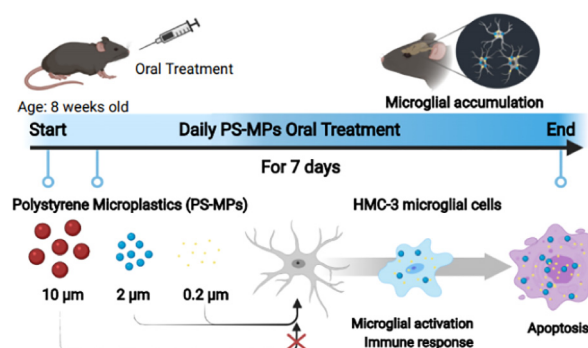 Oral Treatment
Age: 8 weeks old
Microglial accumulation
Start Daily PS-MPs Oral Treatment End
For 7 days
Polystyrene Microplastics (PS-MPs) HMC-3 microglial cells
10 μm 2 μm 0.2 μm
Microglial activation
Immune response
Apoptosis